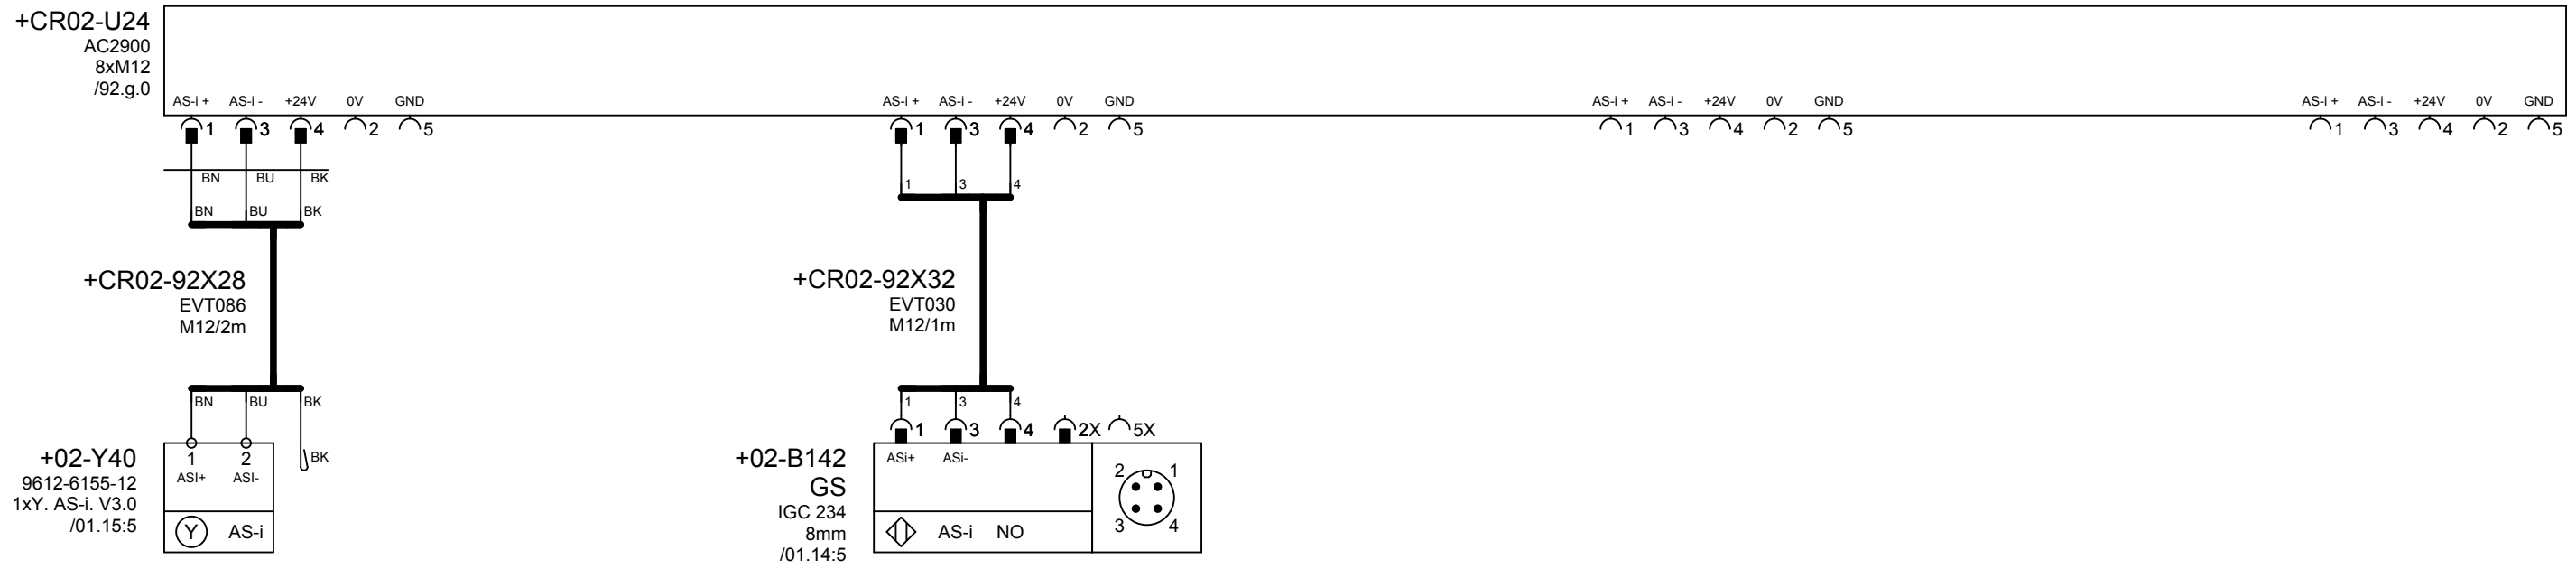 +CR02-U24
AC2900
8xM12
/92.g.0
AS-i + AS-i - +24V 0V GND AS-i + AS-i - +24V 0V GND AS-i + AS-i - +24V 0V GND AS-i + AS-i - +24V 0V GND
1 3 4 2 5 1 3 4 2 5 1 3 4 2 5 1 3 4 2 5
BN BU BK
1 3 4
BN BU BK
+CR02-92X28
EVT086
M12/2m
+CR02-92X32
EVT030
M12/1m
BN BU BK
1 3 4
1 3 4 2X 5X
+02-Y40
9612-6155-12
1xY. AS-i. V3.0
/01.15:5
1 2 BK
ASI+ ASI-
Y AS-i
+02-B142
GS
IGC 234
8mm
/01.14:5
ASi+ ASi-
AS-i NO
2 1
3 4